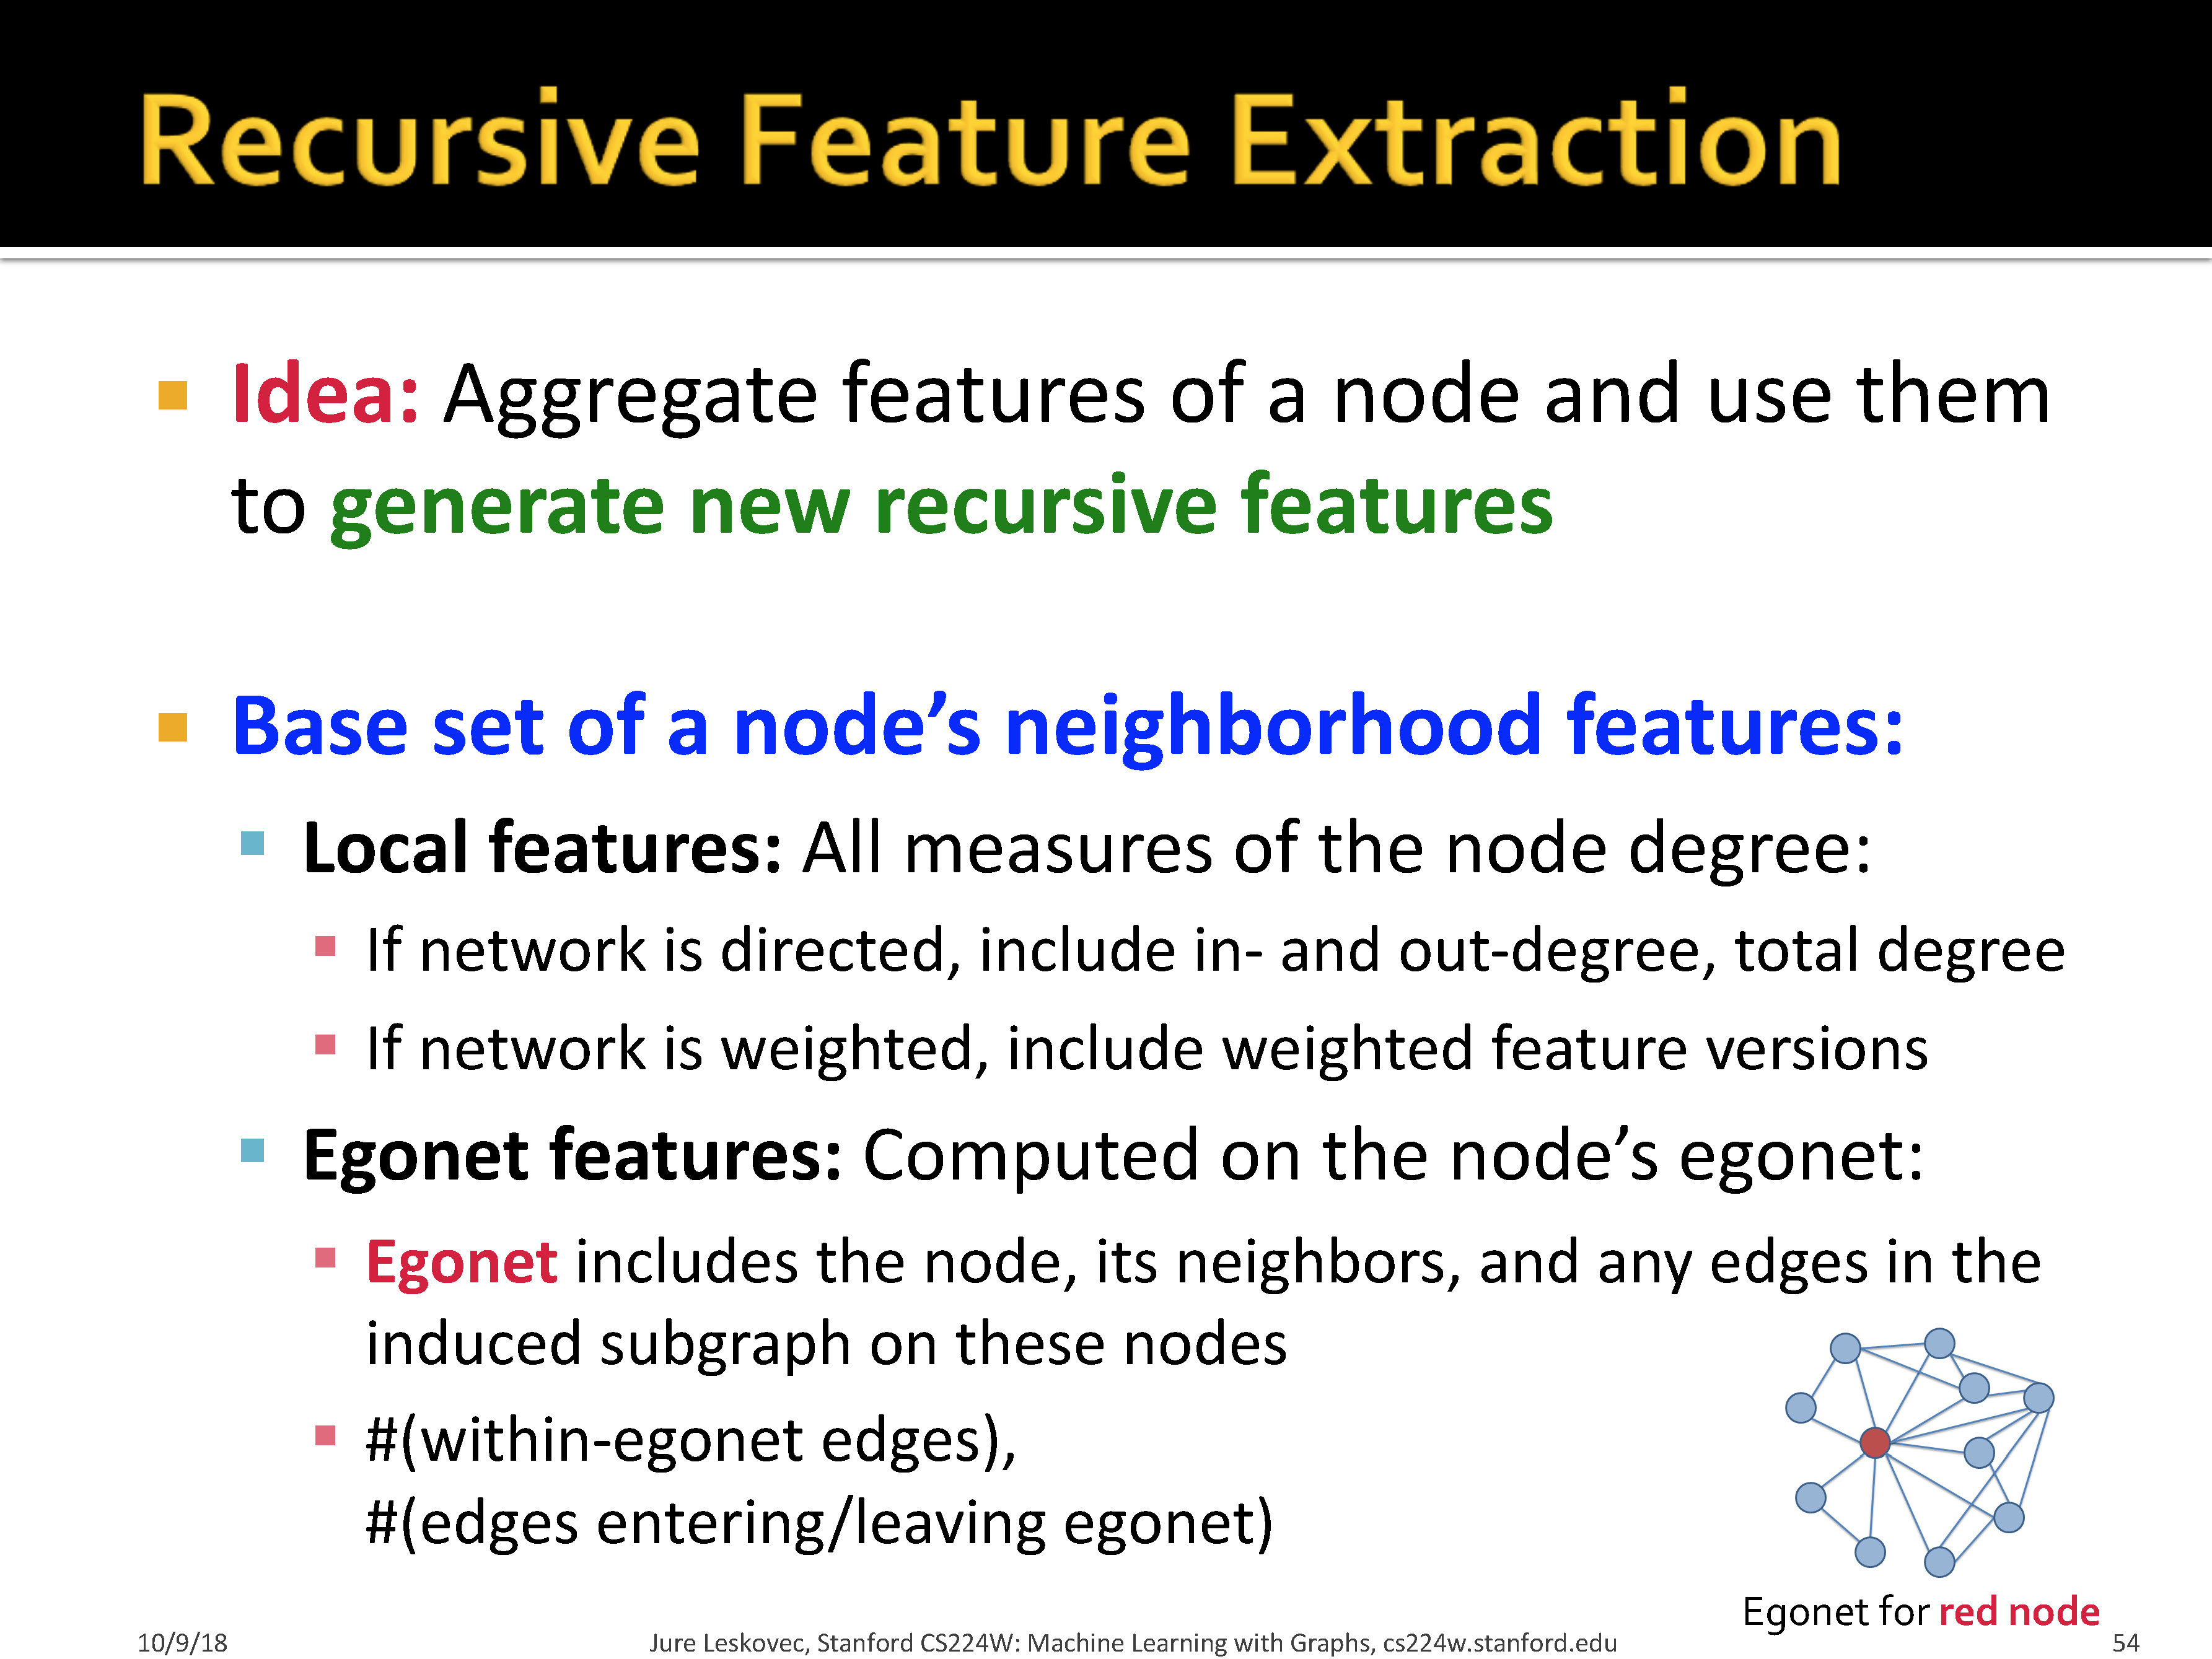 Recursive Feature Extraction
Idea: Aggregate features of a node and use them
to generate new recursive features
Base set of a node’s neighborhood features:
Local features: All measures of the node degree:
If network is directed, include in- and out-degree, total degree
If network is weighted, include weighted feature versions
Egonet features: Computed on the node’s egonet:
Egonet includes the node, its neighbors, and any edges in the
induced subgraph on these nodes
#(within-egonet edges),
#(edges entering/leaving egonet)
Egonet for red node
10/9/18
Jure Leskovec, Stanford CS224W: Machine Learning with Graphs, cs224w.stanford.edu
54